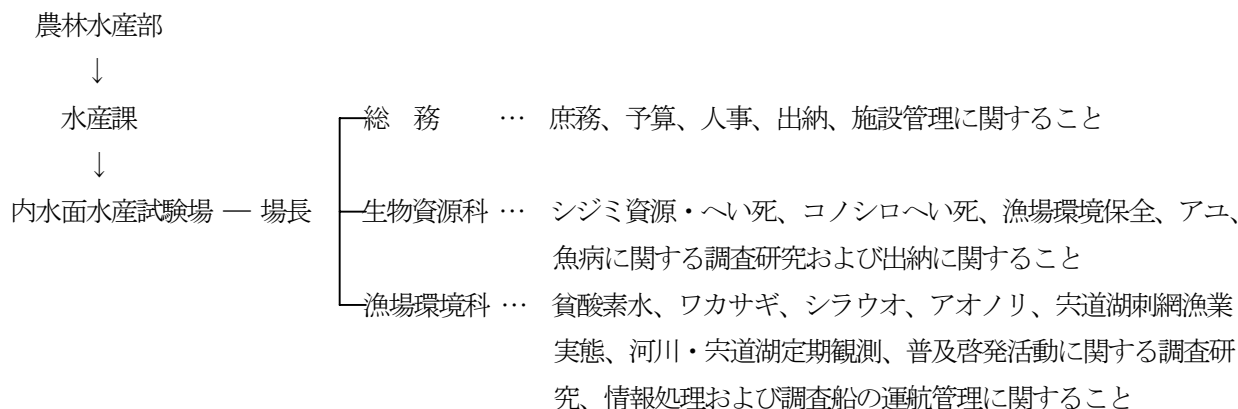 農林水産部
↓
水産課
↓
内水面水産試験場 ― 場長
総　務　… 庶務、予算、人事、出納、施設管理に関すること
生物資源科 … シジミ資源・へい死、コノシロへい死、漁場環境保全、アユ、
魚病に関する調査研究および出納に関すること
漁場環境科 … 貧酸素水、ワカサギ、シラウオ、アオノリ、宍道湖刺網漁業
実態、河川・宍道湖定期観測、普及啓発活動に関する調査研
究、情報処理および調査船の運航管理に関すること